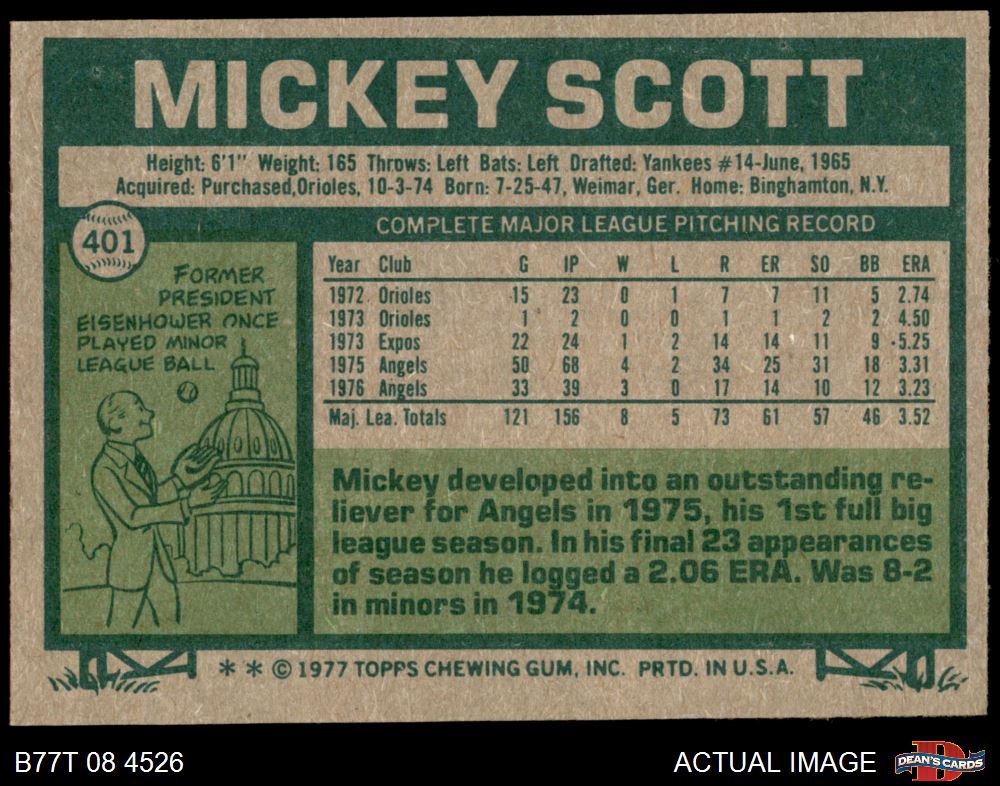 MICKEY SCOTT
Height: 6'1" Weight: 165 Throws: Left Bats: Left Drafted: Yankees #14-June, 1965
Acquired: Purchased,Orioles, 10-3-74 Born: 7-25-47, Weimar, Ger. Home: Binghamton, N.Y.
401
COMPLETE MAJOR LEAGUE PITCHING RECORD
FORMER
PRESIDENT
EISENHOWER ONCE
PLAYED MINOR
LEAGUE BALL
Year Club G IP W L R ER SO BB ERA
1972 Orioles 15 23 0 1 7 7 11 5 2.74
1973 Orioles 1 2 0 0 1 1 2 2 4.50
1973 Expos 22 24 1 2 14 14 11 9 5.25
1975 Angels 50 68 4 2 34 25 31 18 3.31
1976 Angels 33 39 3 0 17 14 10 12 3.23
Maj. Lea. Totals 121 156 8 5 73 61 57 46 3.52
Mickey developed into an outstanding re-
liever for Angels in 1975, his 1st full big
league season. In his final 23 appearances
of season he logged a 2.06 ERA. Was 8-2
in minors in 1974.
* * © 1977 TOPPS CHEWING GUM, INC. PRTD. IN U.S.A.
B77T 08 4526
ACTUAL IMAGE
D
DEAN'S CARDS